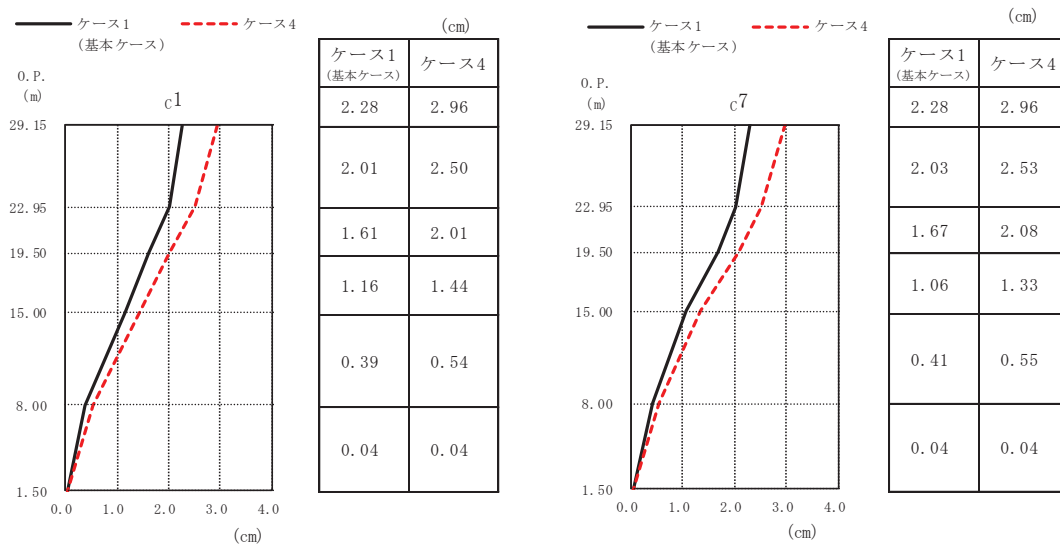 ケース1 ケース4
(基本ケース)
(cm)
O.P.
(m)
C1
29.15
22.95
19.50
15.00
8.00
1.50
0.0 1.0 2.0 3.0 4.0
(cm)
ケース1 ケース4
(基本ケース)
2.28 2.96
2.01 2.50
1.61 2.01
1.16 1.44
0.39 0.54
0.04 0.04
ケース1 ケース4
(基本ケース)
(cm)
O.P.
(m)
C7
29.15
22.95
19.50
15.00
8.00
1.50
0.0 1.0 2.0 3.0 4.0
(cm)
ケース1 ケース4
(基本ケース)
2.28 2.96
2.03 2.53
1.67 2.08
1.06 1.33
0.41 0.55
0.04 0.04